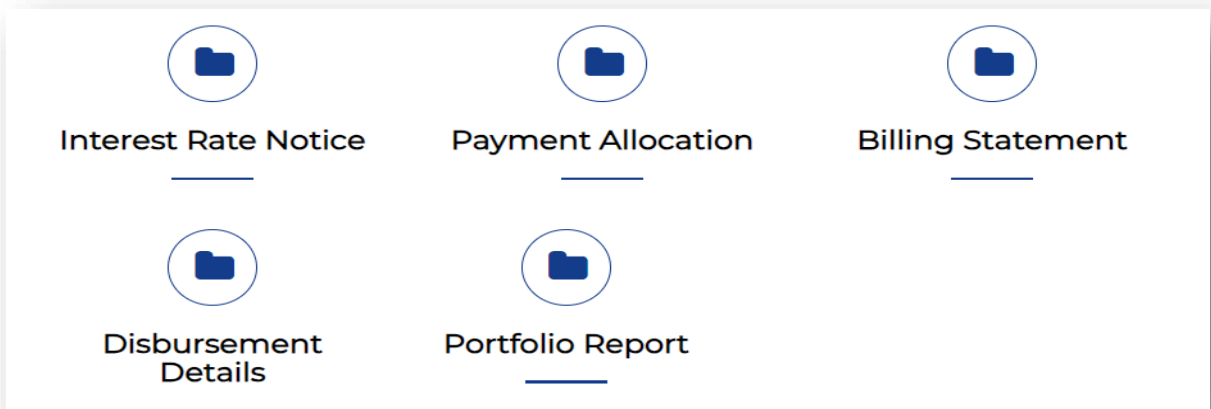 Interest Rate Notice
Payment Allocation
Billing Statement
Disbursement
Details
Portfolio Report